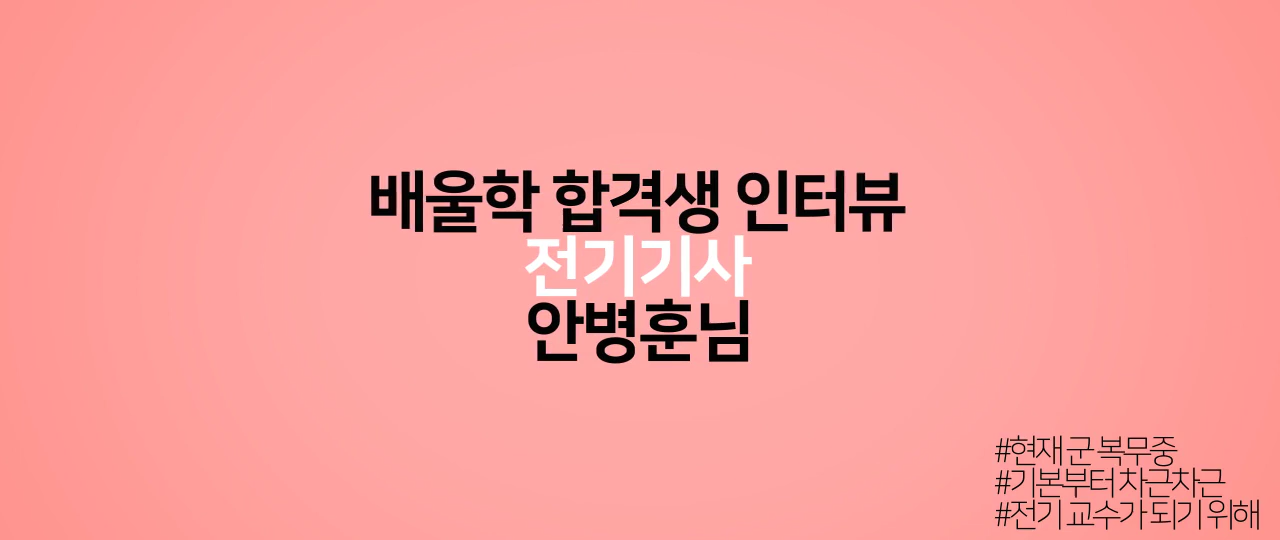 배울학 합격생 인터뷰
전기기사
안병훈님
#현재 군 복무중
#기본부터 차근차근
#전기 교수가 되기 위해